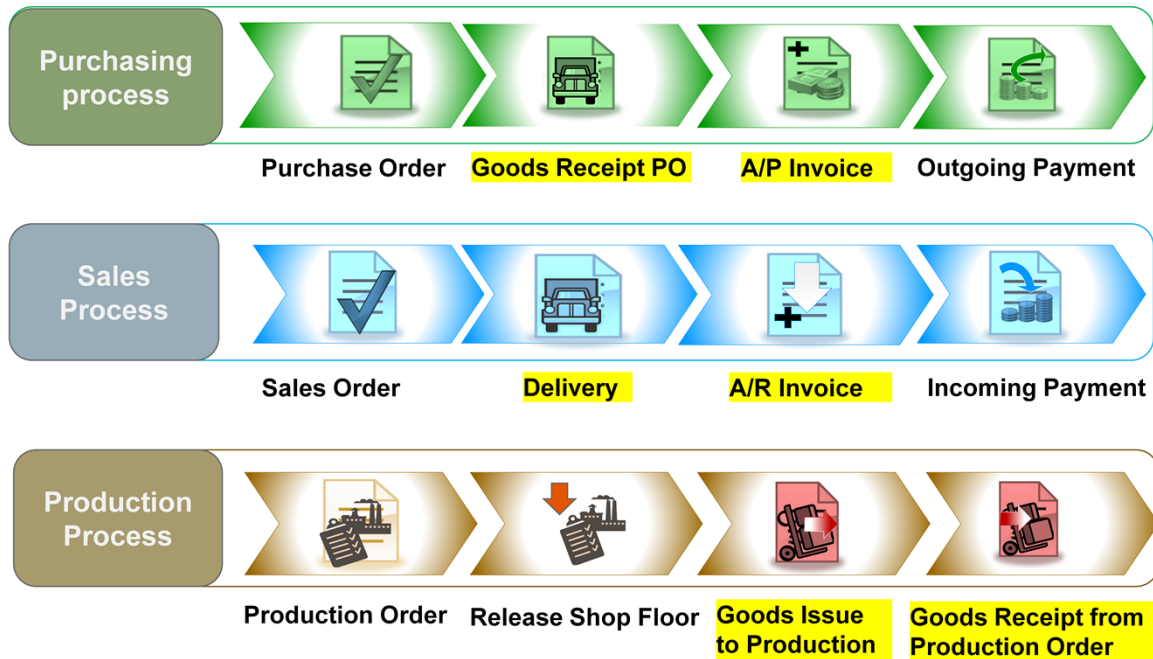 Purchasing
process
Purchase Order
Goods Receipt PO
A/P Invoice
Outgoing Payment
Sales
Process
Sales Order
Delivery
A/R Invoice
Incoming Payment
Production
Process
Production Order
Release Shop Floor
Goods Issue
to Production
Goods Receipt from
Production Order